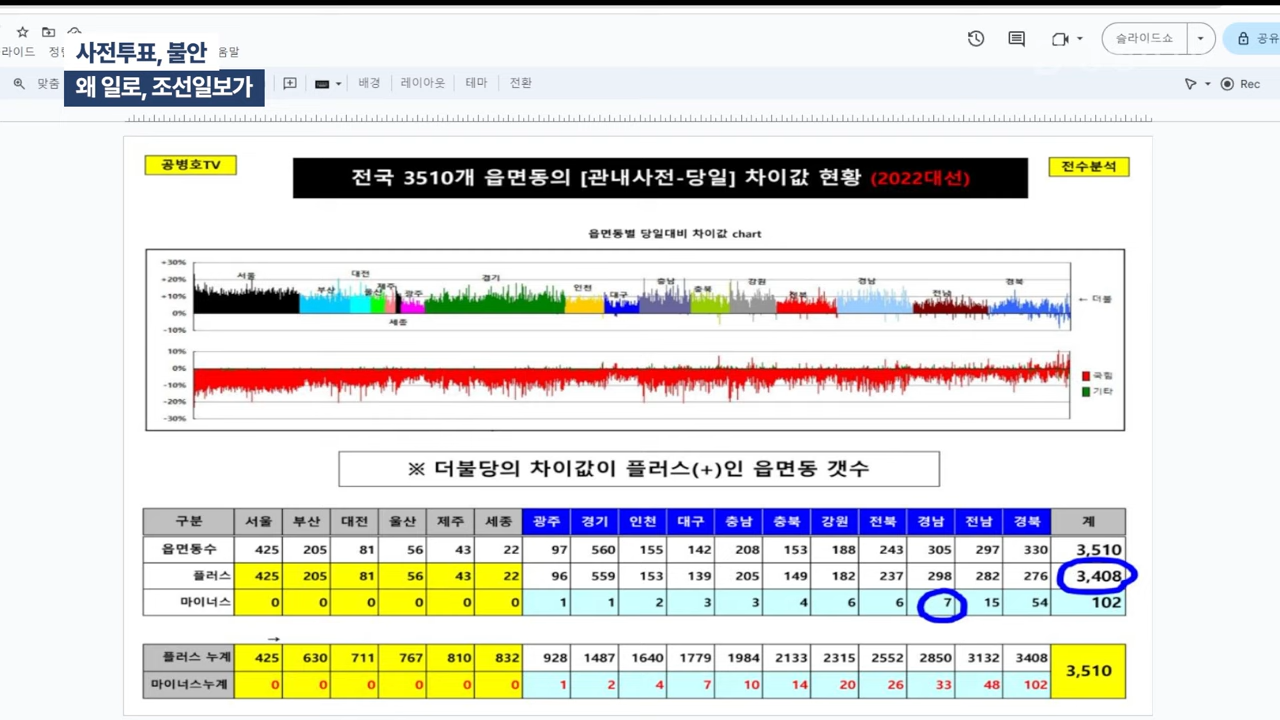 사전투표, 불안
왜 일로, 조선일보가
슬라이드쇼
공유
라이드
움말
맞춤
배경
레이아웃
테마
전환
Rec
공병호TV
전국 3510개 읍면동의 [관내사전-당일] 차이값 현황 (2022대선)
전수분석
읍면동별 당일대비 차이값 chart
+30%
+20%
+10%
0%
-10%
서울
부산
대전
울산
제주
세종
광주
경기
인천
대구
충남
충북
강원
전북
경남
전남
경북
← 더불
10%
0%
-10%
-20%
-30%
국힘
기타
※ 더불당의 차이값이 플러스(+)인 읍면동 갯수
구분 서울 부산 대전 울산 제주 세종 광주 경기 인천 대구 충남 충북 강원 전북 경남 전남 경북 계
읍면동수 425 205 81 56 43 22 97 560 155 142 208 153 188 243 305 297 330 3,510
플러스 425 205 81 56 43 22 96 559 153 139 205 149 182 237 298 282 276 3,408
마이너스 0 0 0 0 0 0 1 1 2 3 3 4 6 6 7 15 54 102
→
플러스 누계 425 630 711 767 810 832 928 1487 1640 1779 1984 2133 2315 2552 2850 3132 3408 3,510
마이너스누계 0 0 0 0 0 0 1 2 4 7 10 14 20 26 33 48 102